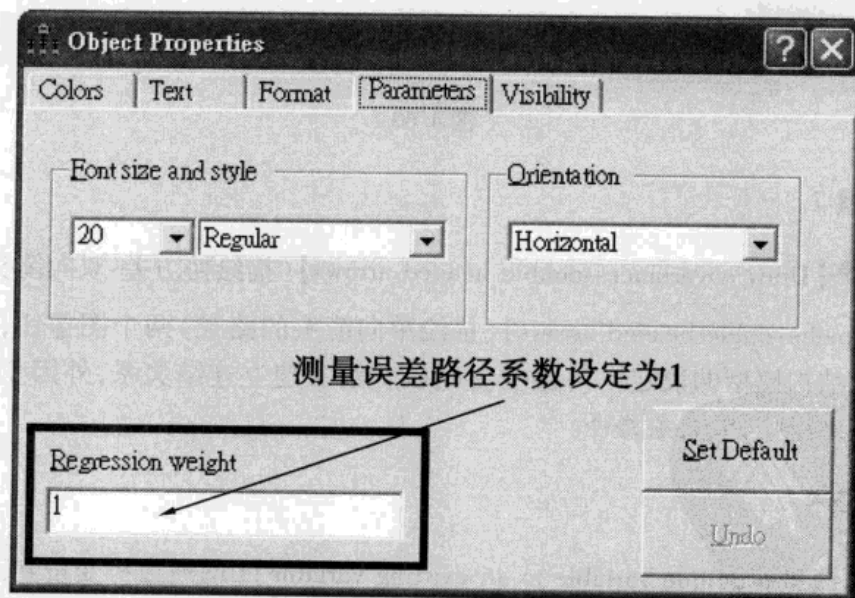 Object Properties
Colors Text Format Parameters Visibility
Font size and style
Orientation
20 Regular
Horizontal
测量误差路径系数设定为1
Regression weight
1
Set Default
Undo